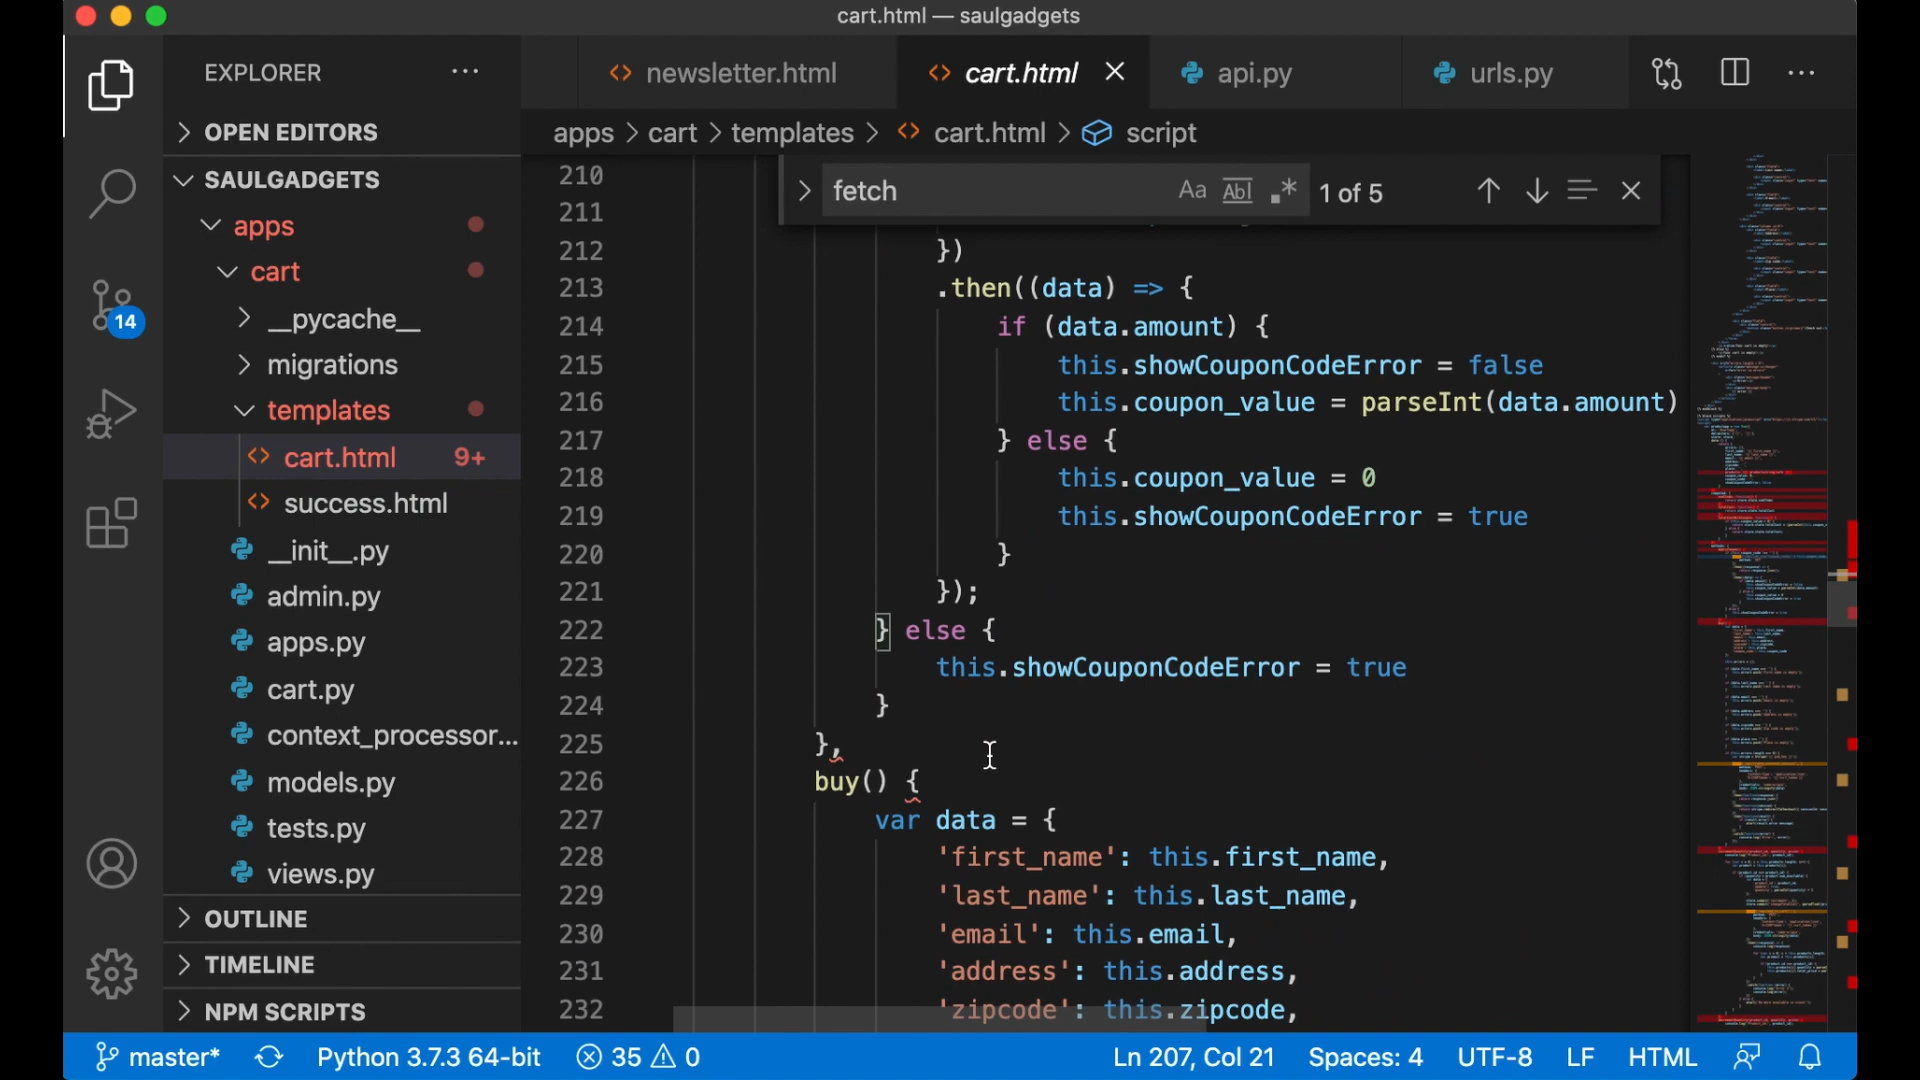 cart.html — saulgadgets
EXPLORER
newsletter.html
cart.html
api.py
urls.py
OPEN EDITORS
apps > cart > templates > cart.html > script
SAULGADGETS
fetch
Aa
Abl
1 of 5
apps
cart
__pycache__
migrations
templates
cart.html 9+
success.html
__init__.py
admin.py
apps.py
cart.py
context_processor...
models.py
tests.py
views.py
OUTLINE
TIMELINE
NPM SCRIPTS
14
210
211
212 })
213 .then((data) => {
214 if (data.amount) {
215 this.showCouponCodeError = false
216 this.coupon_value = parseInt(data.amount)
217 } else {
218 this.coupon_value = 0
219 this.showCouponCodeError = true
220 }
221 });
222 } else {
223 this.showCouponCodeError = true
224 }
225 },
226 buy() {
227 var data = {
228 'first_name': this.first_name,
229 'last_name': this.last_name,
230 'email': this.email,
231 'address': this.address,
232 'zipcode': this.zipcode,
master* Python 3.7.3 64-bit 35 0 Ln 207, Col 21 Spaces: 4 UTF-8 LF HTML